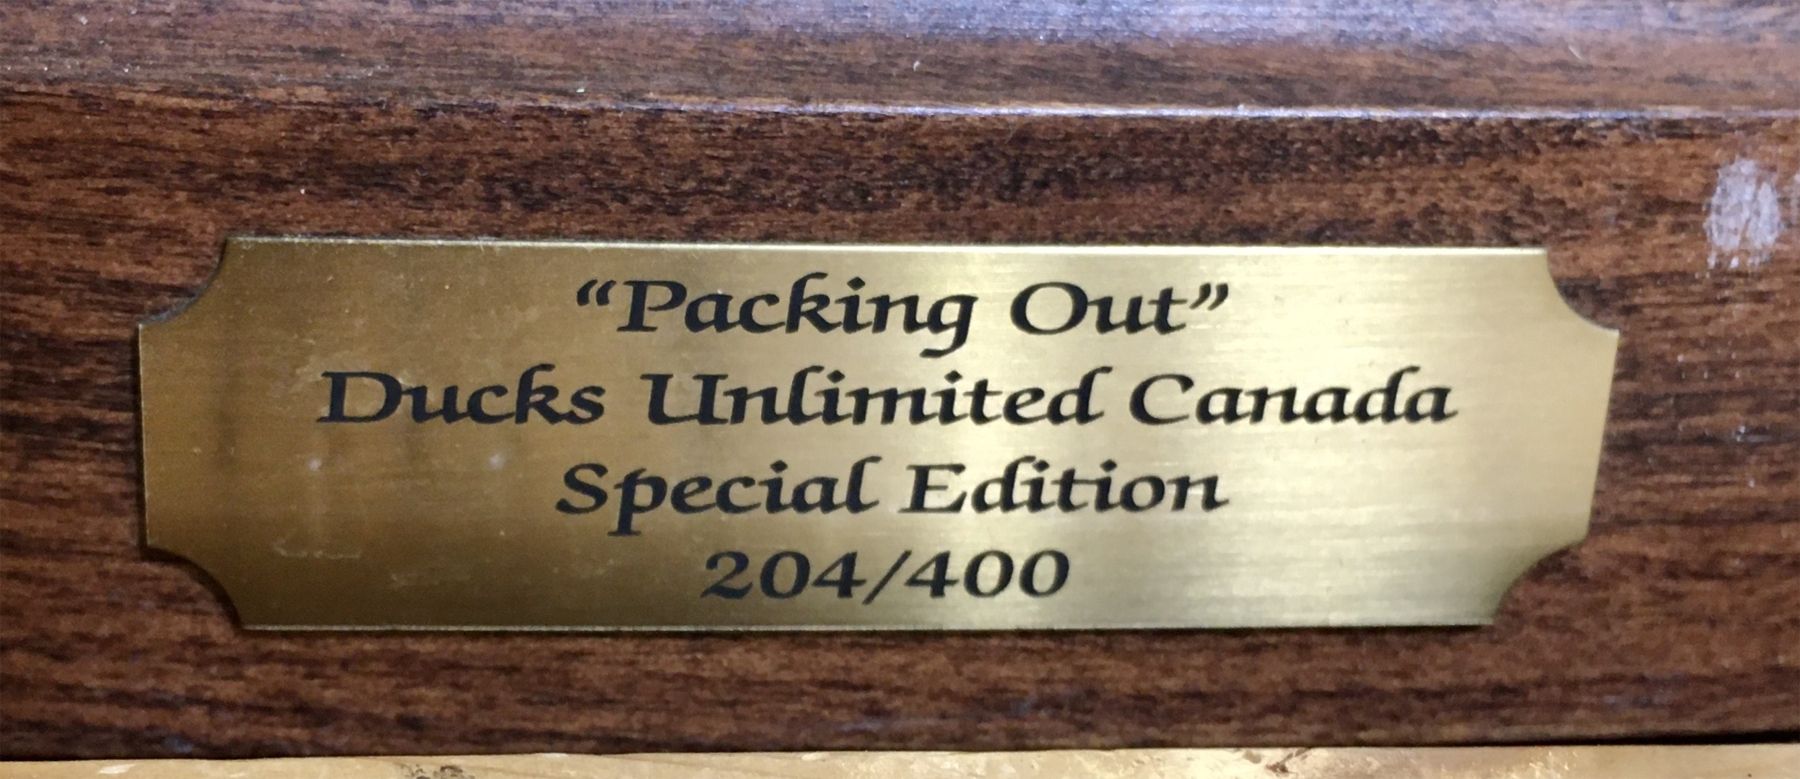 “Packing Out”
Ducks Unlimited Canada
Special Edition
204/400